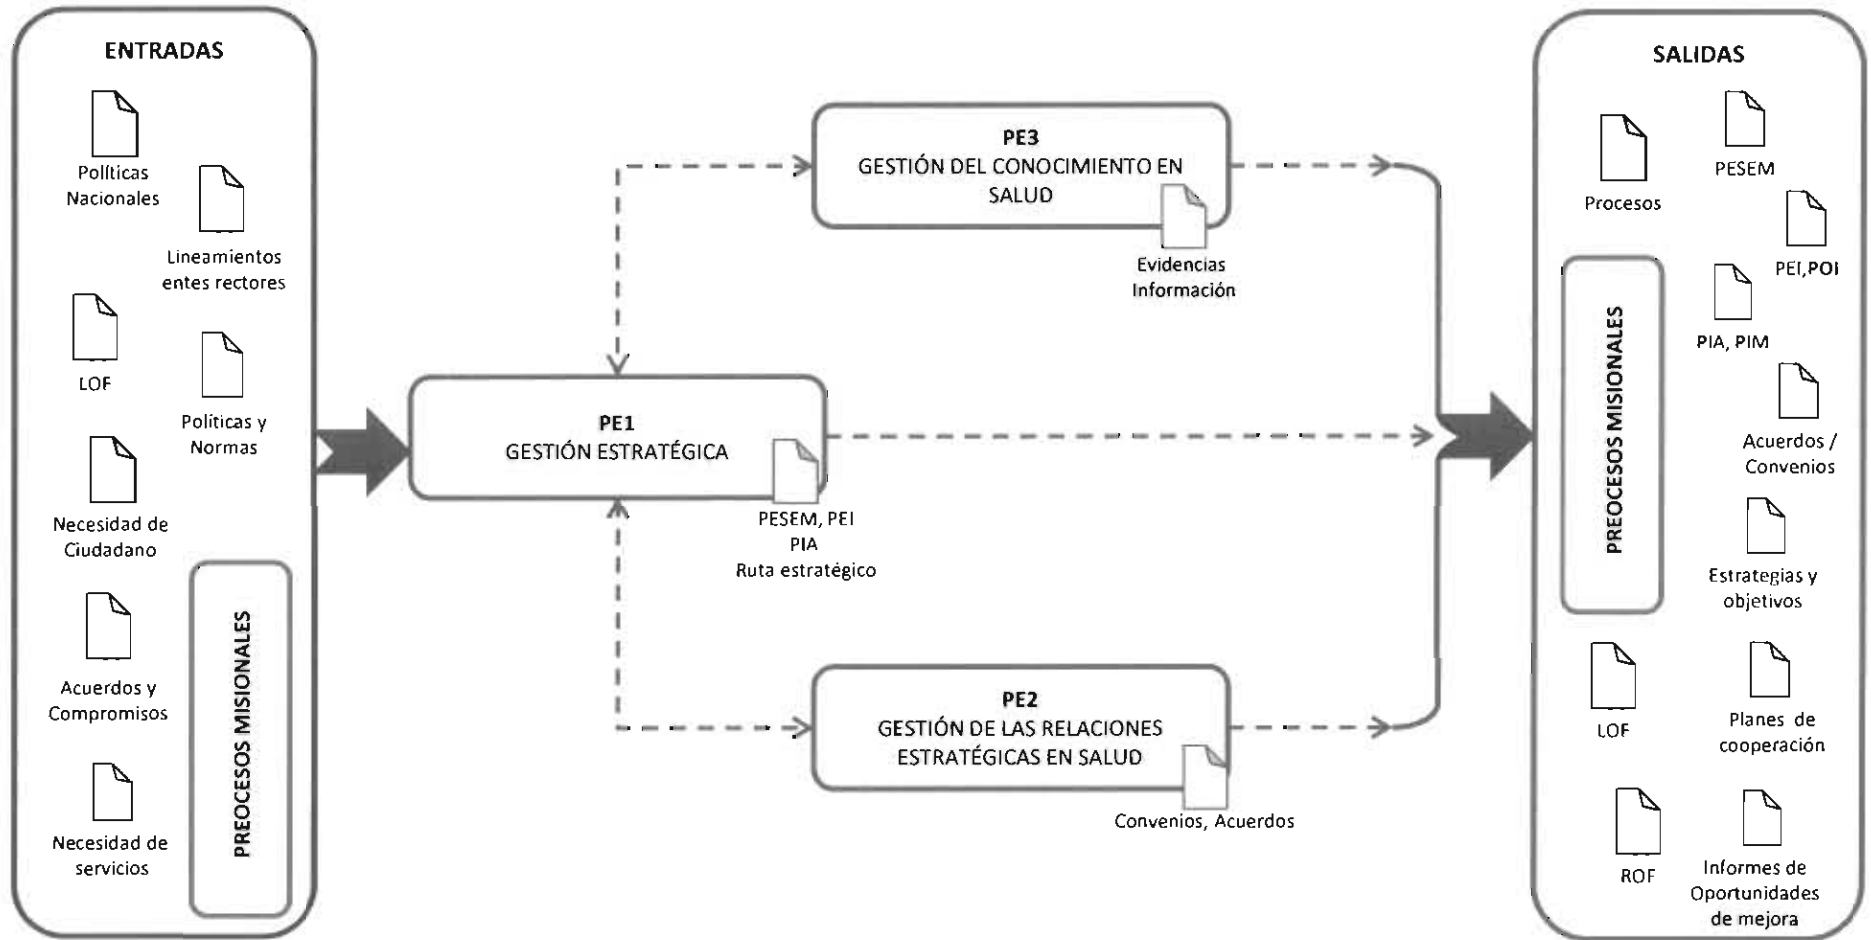 ENTRADAS
Políticas
Nacionales
Lineamientos
entes rectores
LOF
Políticas y
Normas
Necesidad de
Ciudadano
Acuerdos y
Compromisos
Necesidad de
servicios
PREOCESOS MISIONALES
PE3
GESTIÓN DEL CONOCIMIENTO EN
SALUD
Evidencias
Información
PE1
GESTIÓN ESTRATÉGICA
PESEM, PEI
PIA
Ruta estratégico
PE2
GESTIÓN DE LAS RELACIONES
ESTRATÉGICAS EN SALUD
Convenios, Acuerdos
SALIDAS
Procesos
PESEM
PEI,POI
PIA, PIM
PREOCESOS MISIONALES
Acuerdos /
Convenios
Estrategias y
objetivos
LOF
Planes de
cooperación
ROF
Informes de
Oportunidades
de mejora